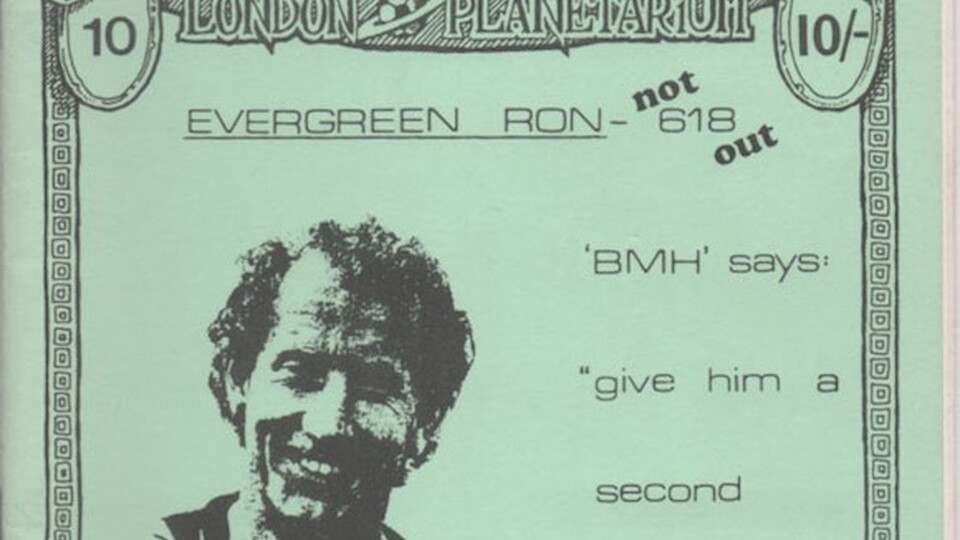 LONDON PLANETARIUM
10
10/-
EVERGREEN RON- not 618 out
'BMH' says:
"give him a
second